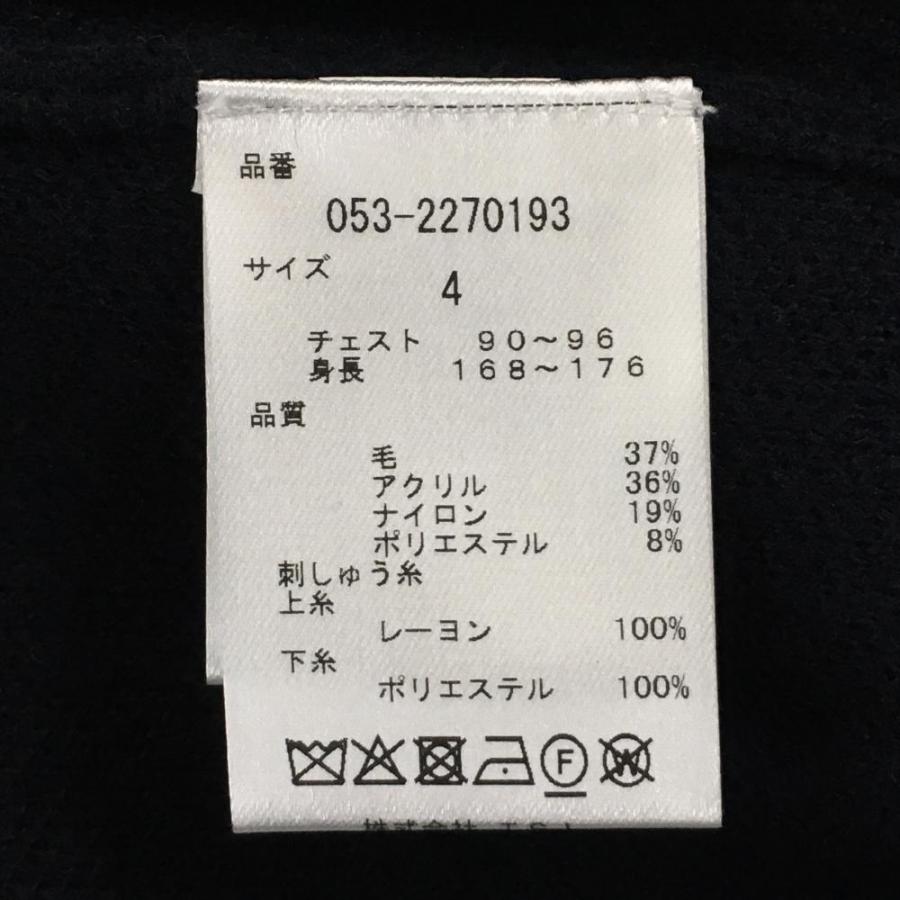 品番
053-2270193
サイズ
4
チェスト 90～96
身長 168～176
品質
毛 37%
アクリル 36%
ナイロン 19%
ポリエステル 8%
刺しゅう糸
上糸
レーヨン 100%
下糸
ポリエステル 100%
F W